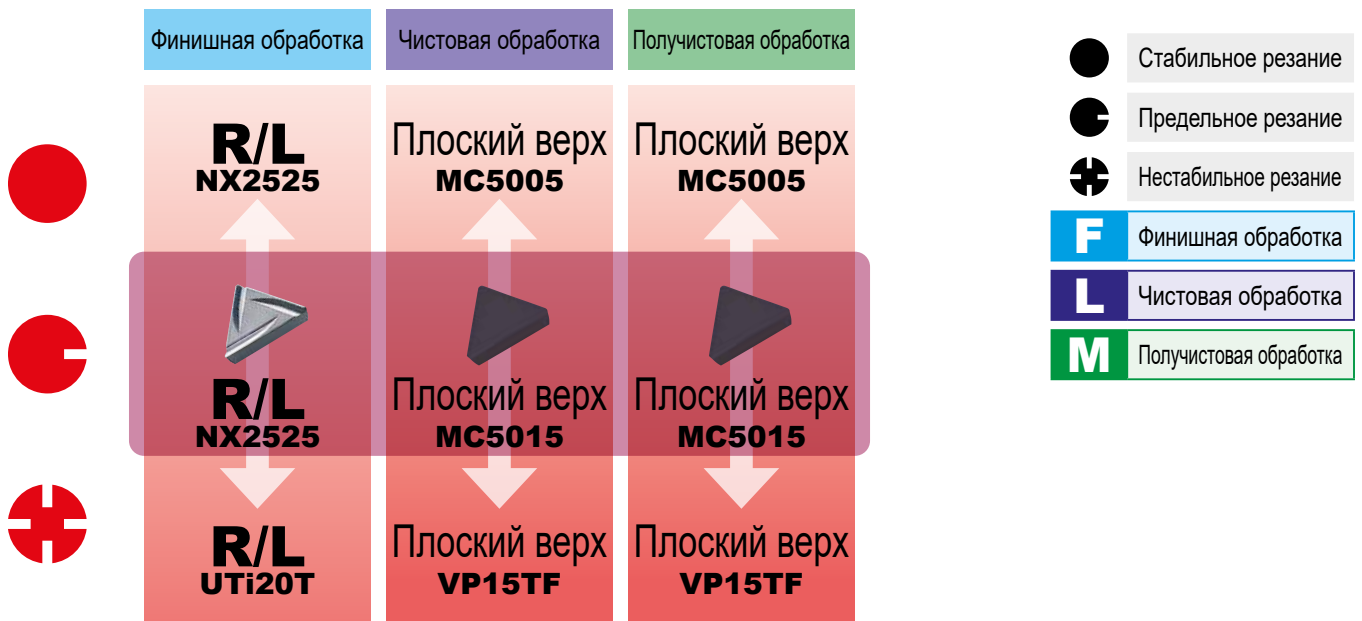 Финишная обработка
Чистовая обработка
Получистовая обработка
R/L
NX2525
Плоский верх
MC5005
Плоский верх
MC5005
R/L
NX2525
Плоский верх
MC5015
Плоский верх
MC5015
R/L
UTi20T
Плоский верх
VP15TF
Плоский верх
VP15TF
Стабильное резание
Предельное резание
Нестабильное резание
F Финишная обработка
L Чистовая обработка
M Получистовая обработка